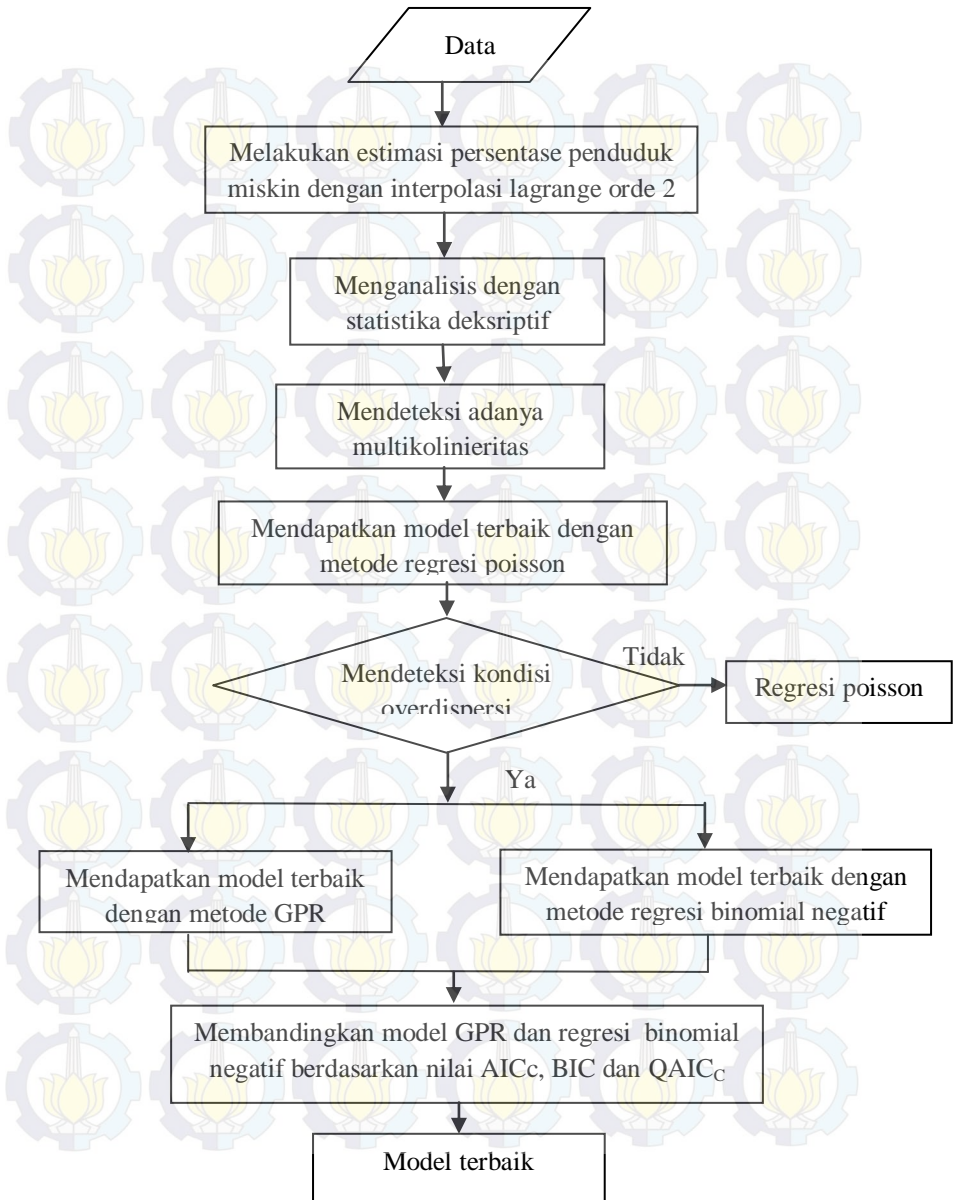 Data
Melakukan estimasi persentase penduduk
miskin dengan interpolasi lagrange orde 2
Menganalisis dengan
statistika deksriptif
Mendeteksi adanya
multikolinieritas
Mendapatkan model terbaik dengan
metode regresi poisson
Mendeteksi kondisi
overdispersi
Tidak
Regresi poisson
Ya
Mendapatkan model terbaik
dengan metode GPR
Mendapatkan model terbaik dengan
metode regresi binomial negatif
Membandingkan model GPR dan regresi binomial
negatif berdasarkan nilai AICc, BIC dan QAICC
Model terbaik